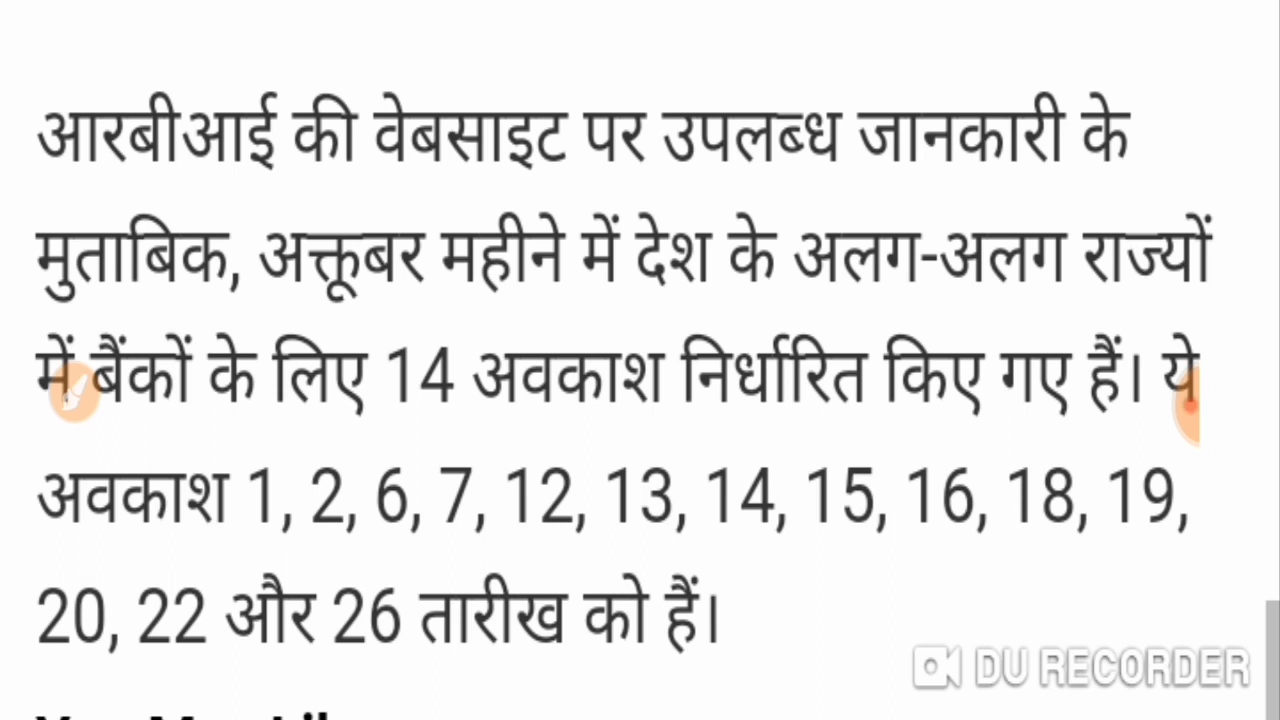 आरबीआई की वेबसाइट पर उपलब्ध जानकारी के
मुताबिक, अक्तूबर महीने में देश के अलग-अलग राज्यों
में बैंकों के लिए 14 अवकाश निर्धारित किए गए हैं। ये
अवकाश 1, 2, 6, 7, 12, 13, 14, 15, 16, 18, 19,
20, 22 और 26 तारीख को हैं।
DU RECORDER